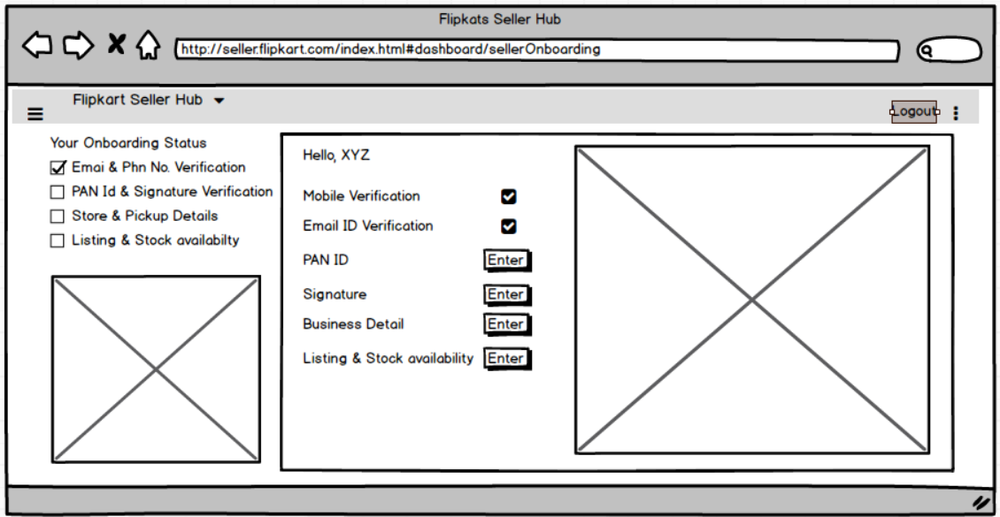 Flipkats Seller Hub
http://seller.flipkart.com/index.html#dashboard/sellerOnboarding
Flipkart Seller Hub
Logout
Your Onboarding Status
Emai & Phn No. Verification
PAN Id & Signature Verification
Store & Pickup Details
Listing & Stock availabilty
Hello, XYZ
Mobile Verification
Email ID Verification
PAN ID Enter
Signature Enter
Business Detail Enter
Listing & Stock availability Enter